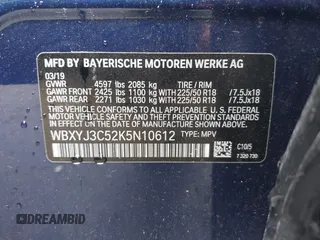 MFD BY BAYERISCHE MOTOREN WERKE AG
03/19
GVWR 4597 lbs 2085 kg TIRE / RIM
GAWR FRONT 2425 lbs 1100 kg 225/50 R18 /7.5Jx18
GAWR REAR 2271 lbs 1030 kg 225/50 R18 /7.5Jx18
THIS VEHICLE CONFORMS TO ALL APPLICABLE
FEDERAL MOTOR VEHICLE SAFETY, BUMPER AND THEFT PREVENTION
STANDARDS IN EFFECT ON THE DATE OF MANUFACTURE SHOWN ABOVE.
WBXYJ3C52K5N10612 TYPE: MPV
C10/5
7 320 730
DREAMBID